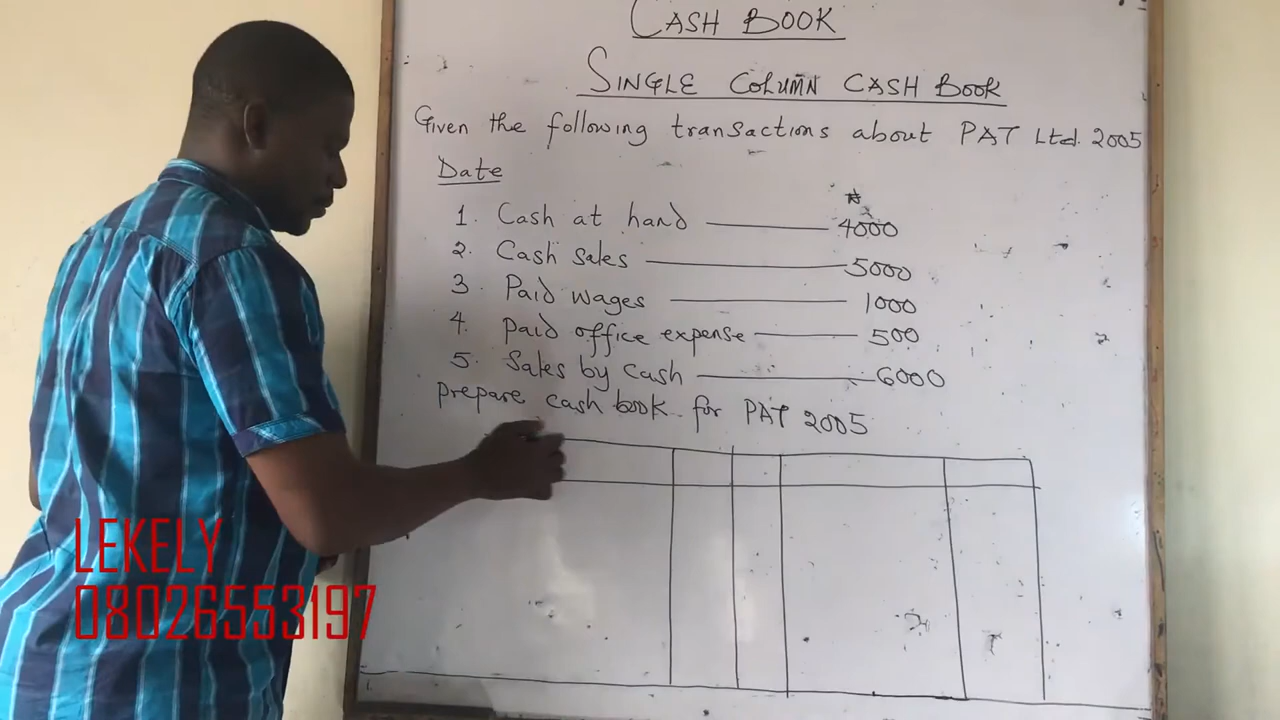 CASH BOOK
SINGLE COLUMN CASH BOOK
Given the following transactions about PAT Ltd. 2005
Date
₦
1. Cash at hand 4000
2. Cash sales 5000
3. Paid wages 1000
4. Paid office expense 500
5. Sales by cash 6000
Prepare cash book for PAT 2005
LEKELY
08026553197